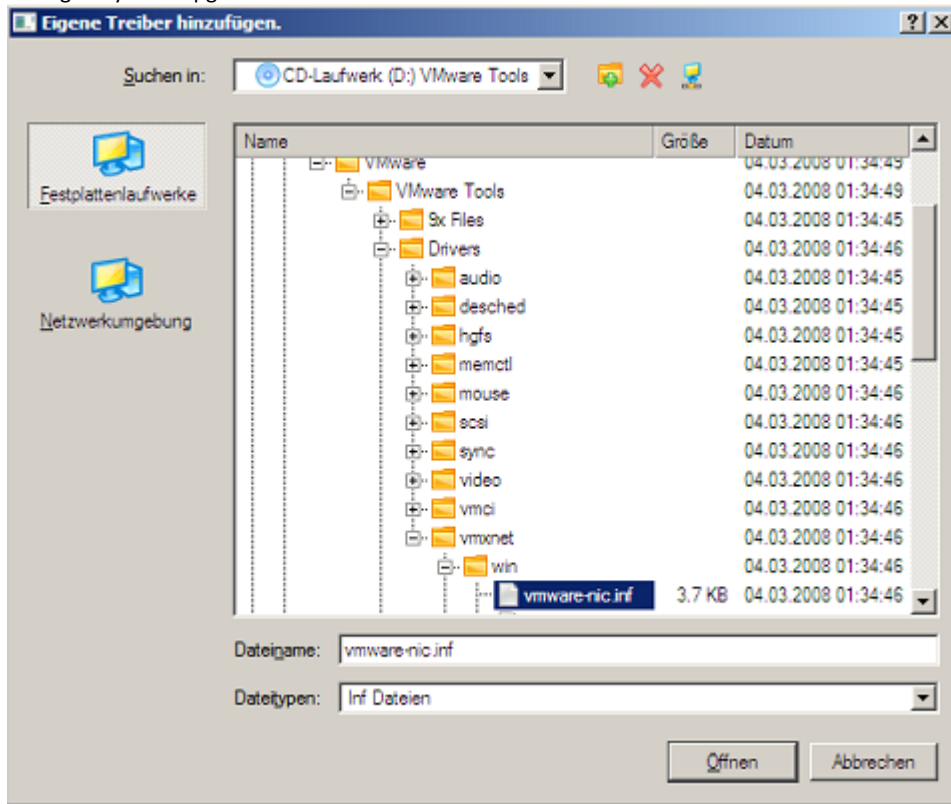 Eigene Treiber hinzufügen.
Suchen in: CD-Laufwerk (D:) VMware Tools
Festplattenlaufwerke
Netzwerkumgebung
Name Größe Datum
VMware 04.03.2008 01:34:49
VMware Tools 04.03.2008 01:34:49
9x Files 04.03.2008 01:34:45
Drivers 04.03.2008 01:34:46
audio 04.03.2008 01:34:45
desched 04.03.2008 01:34:45
hgfs 04.03.2008 01:34:45
memctl 04.03.2008 01:34:45
mouse 04.03.2008 01:34:46
scsi 04.03.2008 01:34:46
sync 04.03.2008 01:34:46
video 04.03.2008 01:34:46
vmci 04.03.2008 01:34:46
vmxnet 04.03.2008 01:34:46
win 04.03.2008 01:34:46
vmware-nic.inf 3.7 KB 04.03.2008 01:34:46
Dateiname: vmware-nic.inf
Dateitypen: Inf Dateien
Öffnen Abbrechen